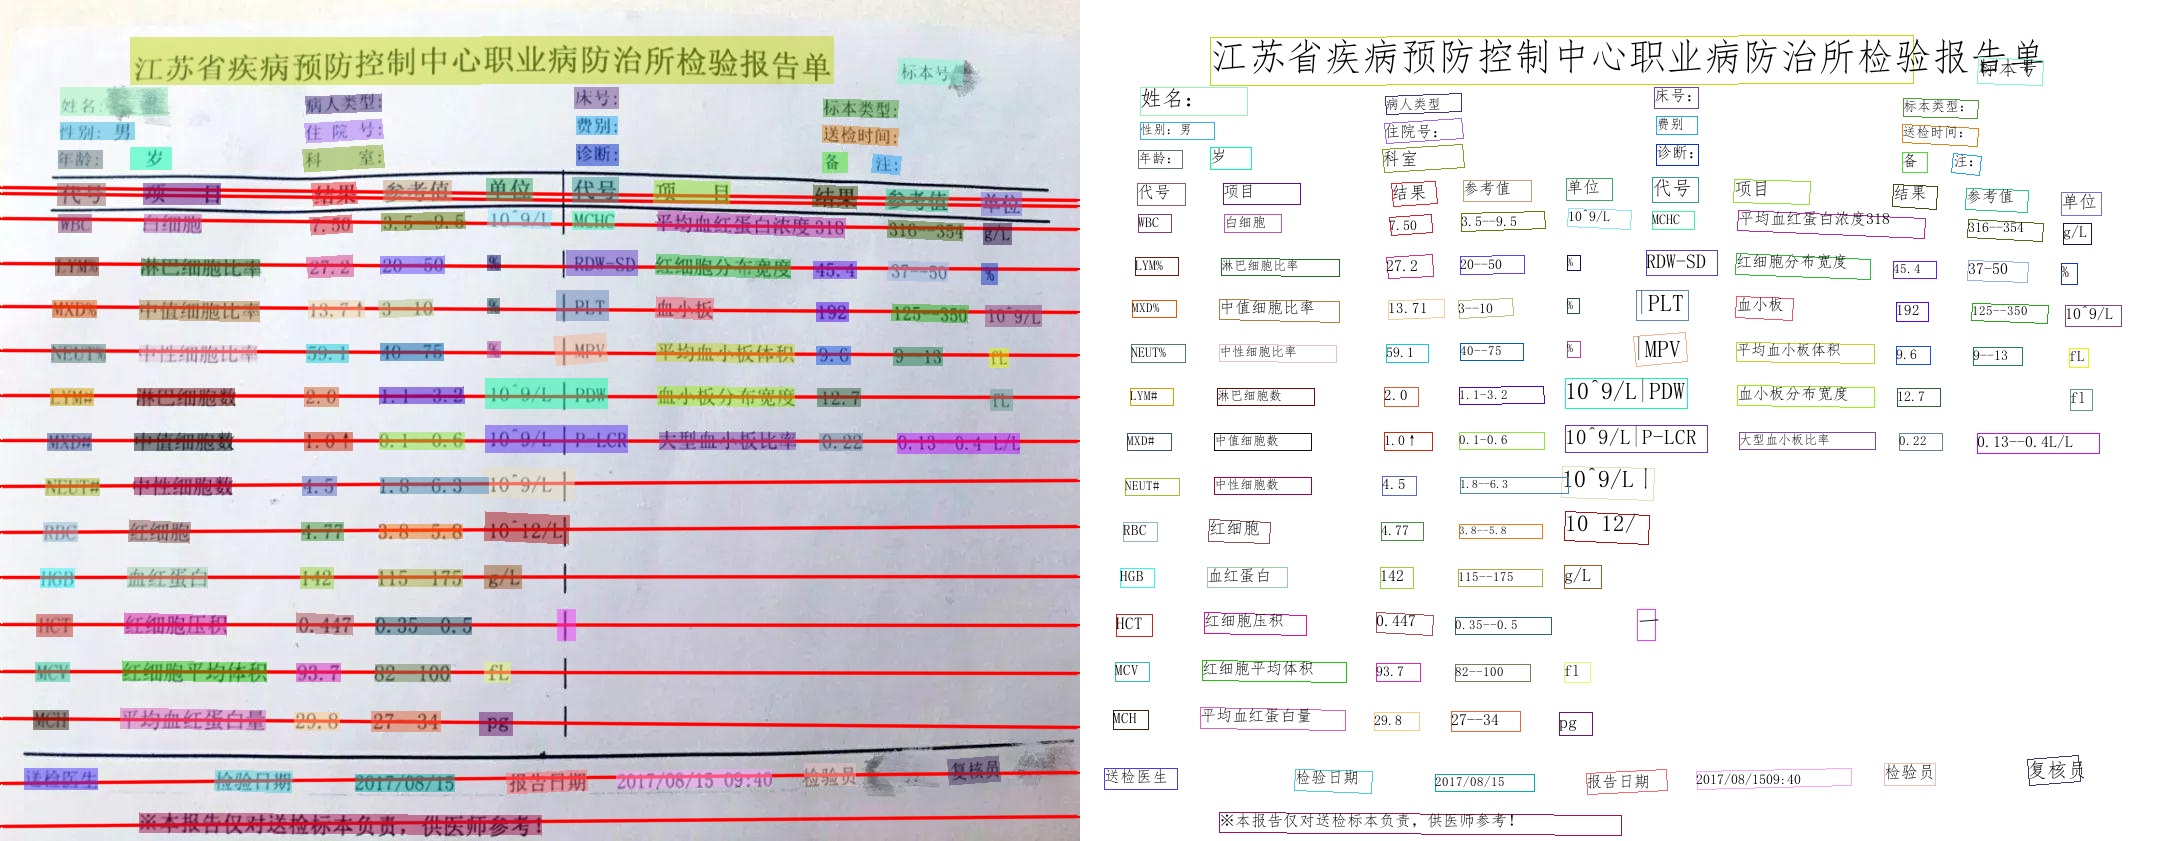 江苏省疾病预防控制中心职业病防治所检验报告单
标本号
姓名: 病人类型: 床号: 标本类型:
性别: 男 住 院 号: 费别: 送检时间:
年龄: 岁 科 室: 诊断: 备 注:
代号 项 目 结果 参考值 单位 代号 项 目 结果 参考值 单位
WBC 白细胞 7.50 3.5--9.5 10^9/L MCHC 平均血红蛋白浓度 318 316--354 g/L
LYM% 淋巴细胞比率 27.2 20--50 % RDW-SD 红细胞分布宽度 45.4 37--50 %
MXD% 中值细胞比率 13.7↑ 3--10 % PLT 血小板 192 125--350 10^9/L
NEUT% 中性细胞比率 59.1 40--75 % MPV 平均血小板体积 9.6 9--13 fL
LYM# 淋巴细胞数 2.0 1.1--3.2 10^9/L PDW 血小板分布宽度 12.7 fL
MXD# 中值细胞数 1.0↑ 0.1--0.6 10^9/L P-LCR 大型血小板比率 0.22 0.13--0.4 L/L
NEUT# 中性细胞数 4.5 1.8--6.3 10^9/L
RBC 红细胞 4.77 3.8--5.8 10^12/L
HGB 血红蛋白 142 115--175 g/L
HCT 红细胞压积 0.447 0.35--0.5
MCV 红细胞平均体积 93.7 82--100 fL
MCH 平均血红蛋白量 29.8 27--34 pg
送检医生 检验日期 2017/08/15 报告日期 2017/08/15 09:40 检验员 复核员
※本报告仅对送检标本负责，供医师参考!
江苏省疾病预防控制中心职业病防治所检验报告单
标本号
姓名: 病人类型 床号: 标本类型:
性别: 男 住院号: 费别 送检时间:
年龄: 岁 科室 诊断: 备 注:
代号 项目 结果 参考值 单位 代号 项目 结果 参考值 单位
WBC 白细胞 7.50 3.5--9.5 10^9/L MCHC 平均血红蛋白浓度318 316--354 g/L
LYM% 淋巴细胞比率 27.2 20--50 % RDW-SD 红细胞分布宽度 45.4 37-50 %
MXD% 中值细胞比率 13.71 3--10 % |PLT 血小板 192 125--350 10^9/L
NEUT% 中性细胞比率 59.1 40--75 % |MPV 平均血小板体积 9.6 9--13 fL
LYM# 淋巴细胞数 2.0 1.1-3.2 10^9/L|PDW 血小板分布宽度 12.7 fl
MXD# 中值细胞数 1.0↑ 0.1-0.6 10^9/L|P-LCR 大型血小板比率 0.22 0.13--0.4L/L
NEUT# 中性细胞数 4.5 1.8--6.3 10^9/L |
RBC 红细胞 4.77 3.8--5.8 10 12/
HGB 血红蛋白 142 115--175 g/L
HCT 红细胞压积 0.447 0.35--0.5 一
MCV 红细胞平均体积 93.7 82--100 fl
MCH 平均血红蛋白量 29.8 27--34 pg
送检医生 检验日期 2017/08/15 报告日期 2017/08/1509:40 检验员 复核员
※本报告仅对送检标本负责，供医师参考!